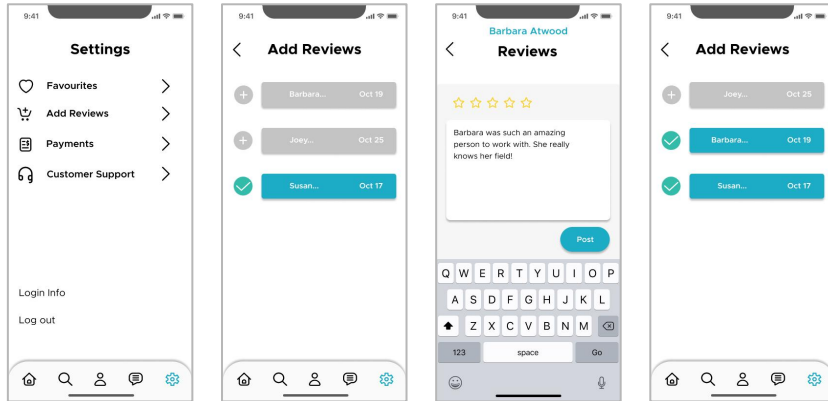 9:41
Settings
Favourites
Add Reviews
Payments
Customer Support
Login Info
Log out
9:41
Add Reviews
Barbara... Oct 19
Joey... Oct 25
Susan... Oct 17
9:41
Barbara Atwood
Reviews
Barbara was such an amazing
person to work with. She really
knows her field!
Post
Q W E R T Y U I O P
A S D F G H J K L
Z X C V B N M
123 space Go
9:41
Add Reviews
Joey... Oct 25
Barbara... Oct 19
Susan... Oct 17